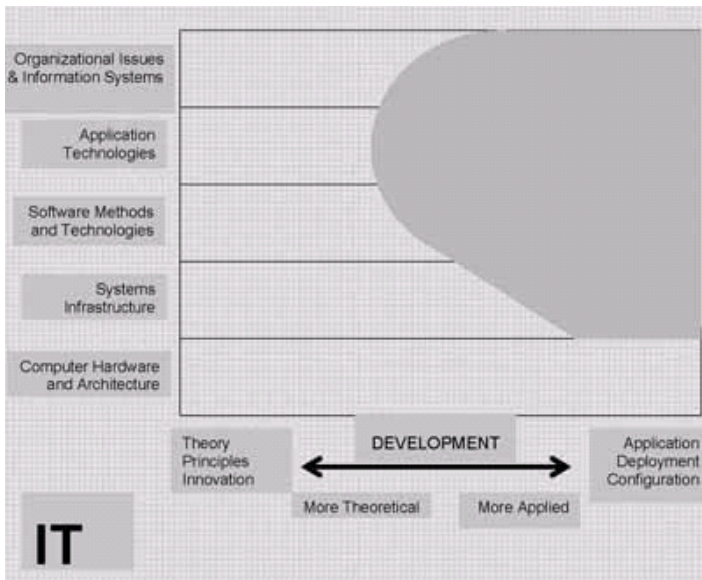 Organizational Issues
& Information Systems
Application
Technologies
Software Methods
and Technologies
Systems
Infrastructure
Computer Hardware
and Architecture
Theory
Principles
Innovation
DEVELOPMENT
Application
Deployment
Configuration
More Theoretical
More Applied
IT